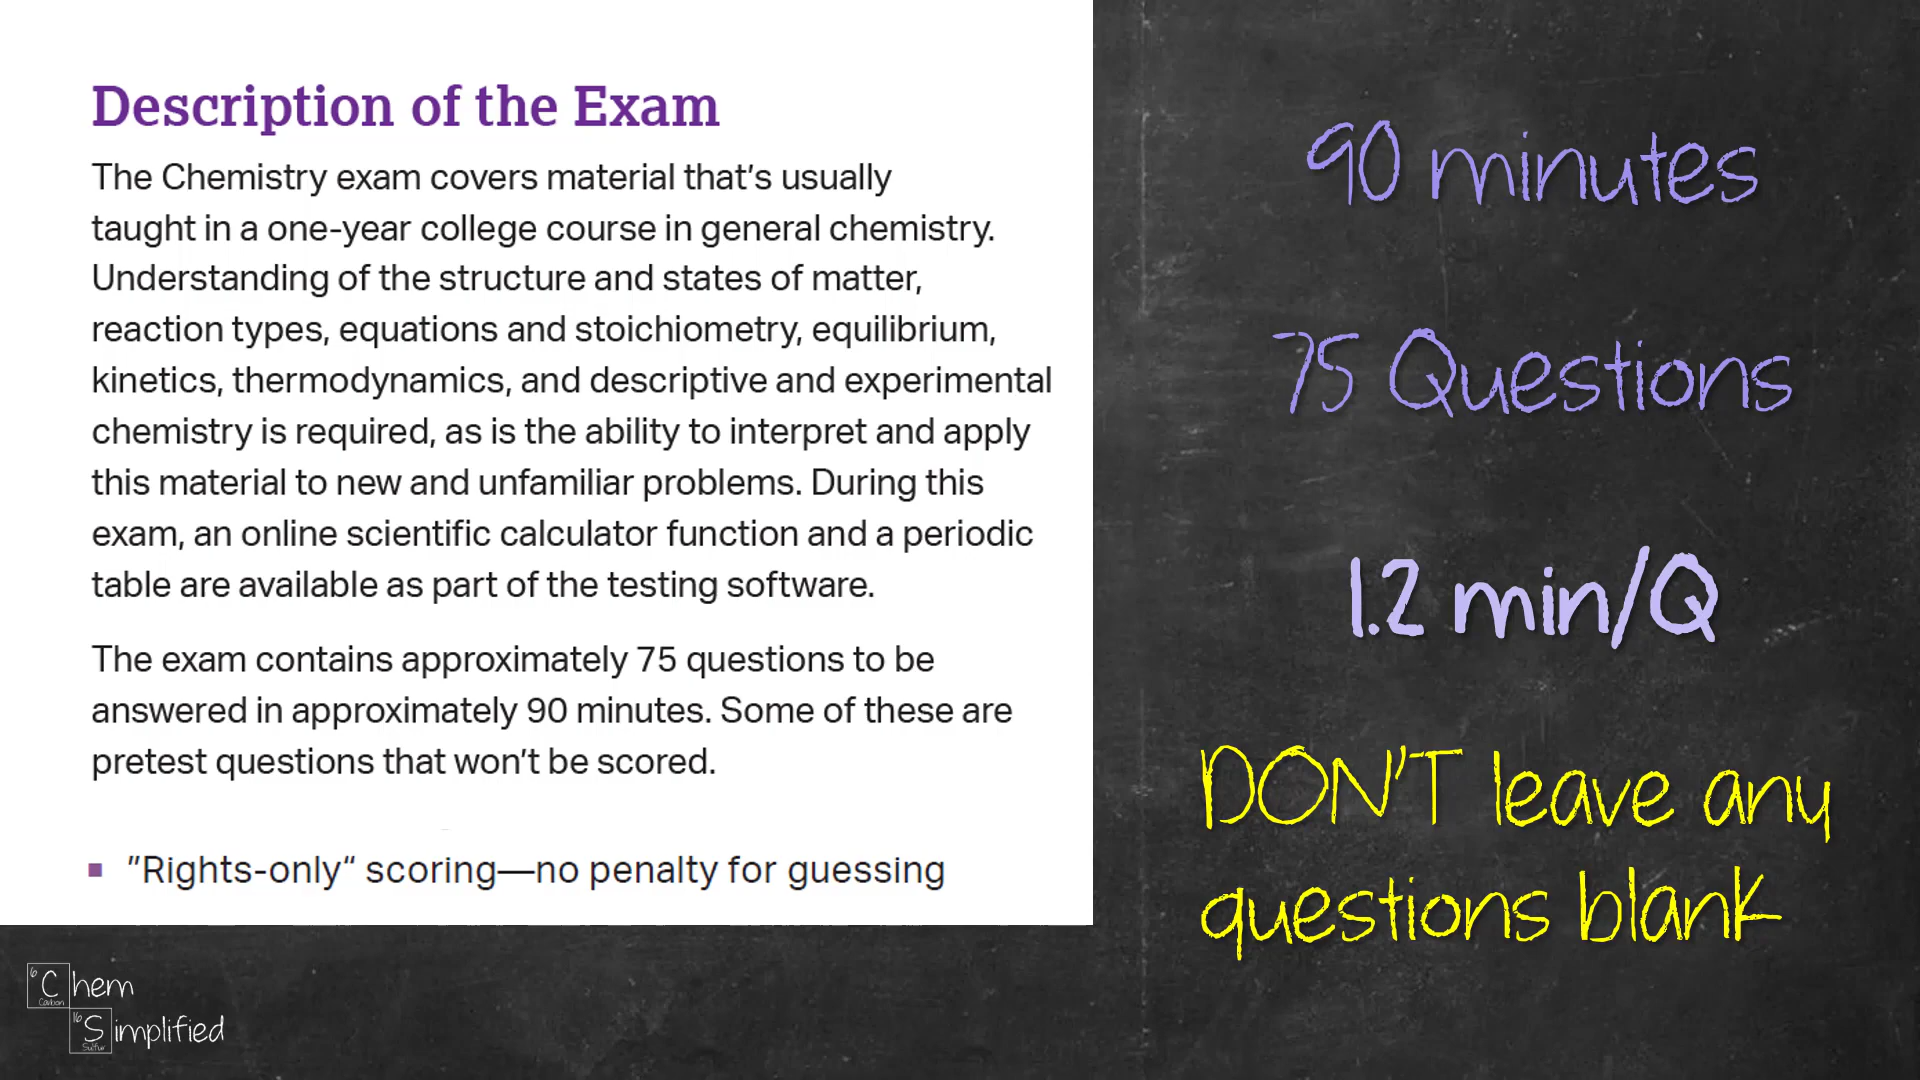 Description of the Exam
The Chemistry exam covers material that's usually
taught in a one-year college course in general chemistry.
Understanding of the structure and states of matter,
reaction types, equations and stoichiometry, equilibrium,
kinetics, thermodynamics, and descriptive and experimental
chemistry is required, as is the ability to interpret and apply
this material to new and unfamiliar problems. During this
exam, an online scientific calculator function and a periodic
table are available as part of the testing software.
The exam contains approximately 75 questions to be
answered in approximately 90 minutes. Some of these are
pretest questions that won't be scored.
▪ ”Rights-only“ scoring—no penalty for guessing
90 minutes
75 Questions
1.2 min/Q
DON'T leave any
questions blank
6
Chem
Carbon
16
Simplified
Sulfur